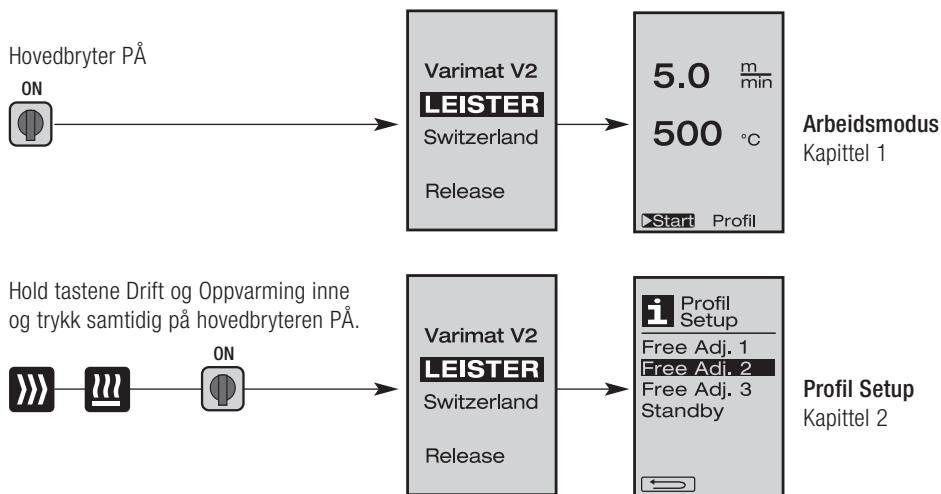 Hovedbryter PÅ
ON
Varimat V2
LEISTER
Switzerland
Release
5.0 m/min
500 °C
Start Profil
Arbeidsmodus
Kapittel 1
Hold tastene Drift og Oppvarming inne
og trykk samtidig på hovedbryteren PÅ.
ON
Varimat V2
LEISTER
Switzerland
Release
i Profil
Setup
Free Adj. 1
Free Adj. 2
Free Adj. 3
Standby
Profil Setup
Kapittel 2